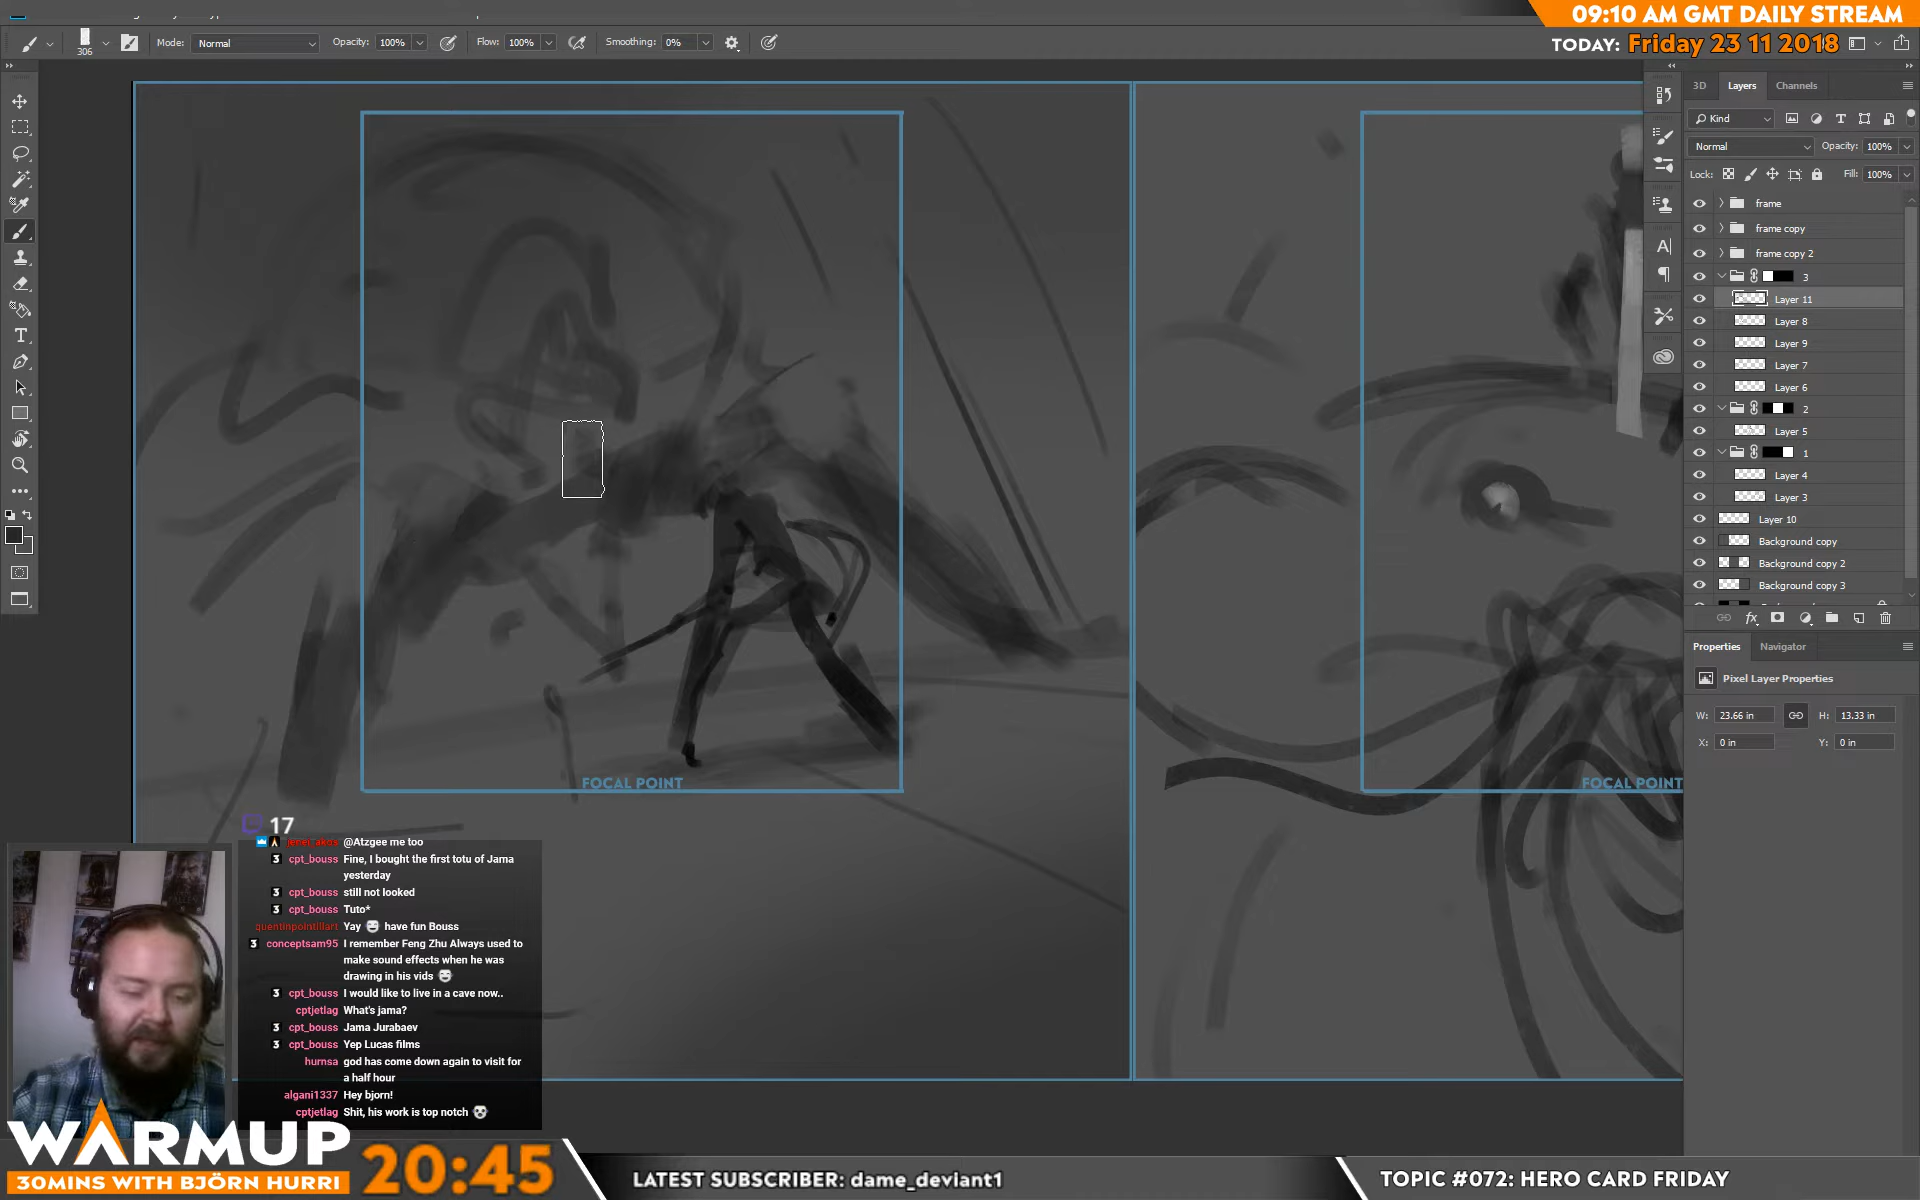 09:10 AM GMT DAILY STREAM
TODAY: Friday 23 11 2018
306
Mode: Normal
Opacity: 100%
Flow: 100%
Smoothing: 0%
3D
Layers
Channels
Kind
Normal
Opacity: 100%
Lock:
Fill: 100%
frame
frame copy
frame copy 2
3
Layer 11
Layer 8
Layer 9
Layer 7
Layer 6
2
Layer 5
1
Layer 4
Layer 3
Layer 10
Background copy
Background copy 2
Background copy 3
Properties
Navigator
Pixel Layer Properties
W: 23.66 in
H: 13.33 in
X: 0 in
Y: 0 in
FOCAL POINT
FOCAL POINT
17
@Atzgee me too
3 cpt_bouss Fine, I bought the first totu of Jama
yesterday
3 cpt_bouss still not looked
3 cpt_bouss Tuto*
quentinpointillart Yay have fun Bouss
3 conceptsam95 I remember Feng Zhu Always used to
make sound effects when he was
drawing in his vids
3 cpt_bouss I would like to live in a cave now..
cptjetlag What's jama?
3 cpt_bouss Jama Jurabaev
3 cpt_bouss Yep Lucas films
hurnsa god has come down again to visit for
a half hour
algani1337 Hey bjorn!
cptjetlag Shit, his work is top notch
WARMUP
30MINS WITH BJÖRN HURRI
20:45
LATEST SUBSCRIBER: dame_deviant1
TOPIC #072: HERO CARD FRIDAY